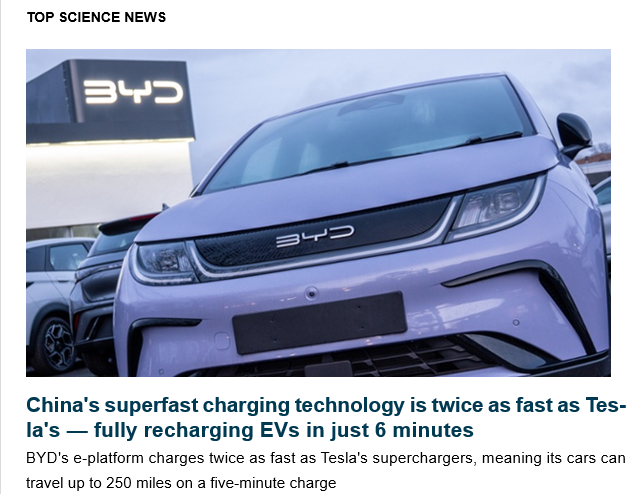 TOP SCIENCE NEWS
BYD
BYD
China's superfast charging technology is twice as fast as Tes-
la's — fully recharging EVs in just 6 minutes
BYD's e-platform charges twice as fast as Tesla's superchargers, meaning its cars can
travel up to 250 miles on a five-minute charge